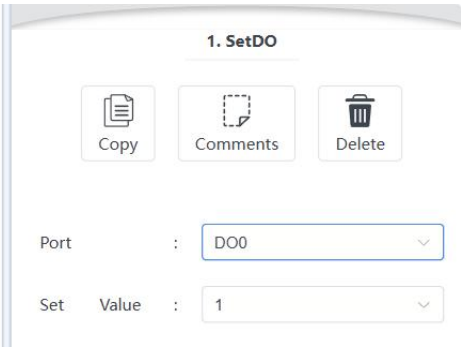 1. SetDO
Copy Comments Delete
Port : DO0
Set Value : 1